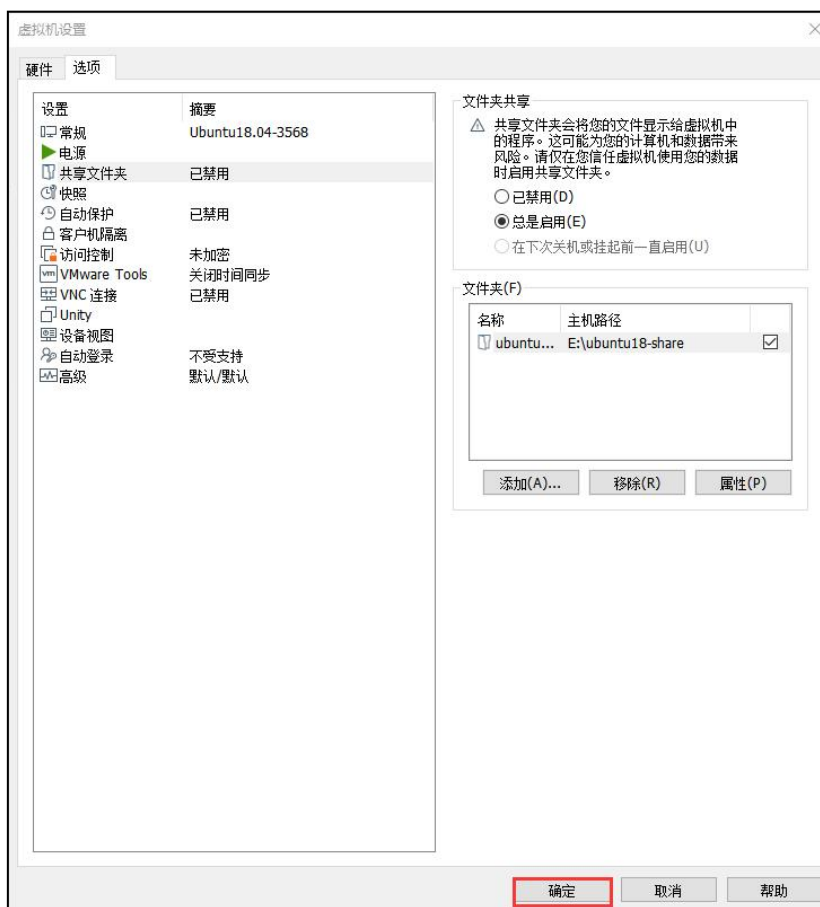 虚拟机设置
硬件 选项
设置 摘要
常规 Ubuntu18.04-3568
电源
共享文件夹 已禁用
快照
自动保护 已禁用
客户机隔离
访问控制 未加密
VMware Tools 关闭时间同步
VNC 连接 已禁用
Unity
设备视图
自动登录 不受支持
高级 默认/默认
文件夹共享
共享文件夹会将您的文件显示给虚拟机中
的程序。这可能为您的计算机和数据带来
风险。请仅在您信任虚拟机使用您的数据
时启用共享文件夹。
已禁用(D)
总是启用(E)
在下次关机或挂起前一直启用(U)
文件夹(F)
名称 主机路径
ubuntu... E:\ubuntu18-share
添加(A)... 移除(R) 属性(P)
确定 取消 帮助